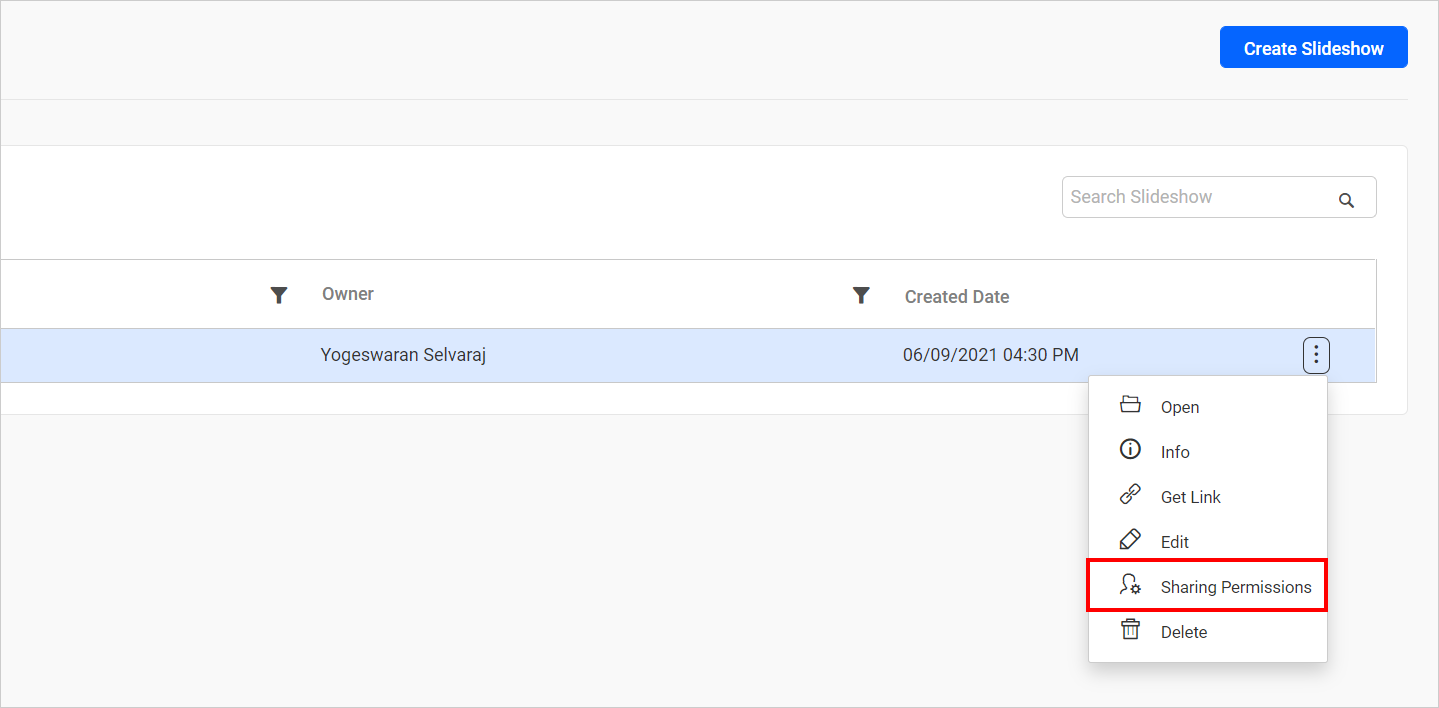 Create Slideshow
Search Slideshow
Owner
Created Date
Yogeswaran Selvaraj
06/09/2021 04:30 PM
Open
Info
Get Link
Edit
Sharing Permissions
Delete